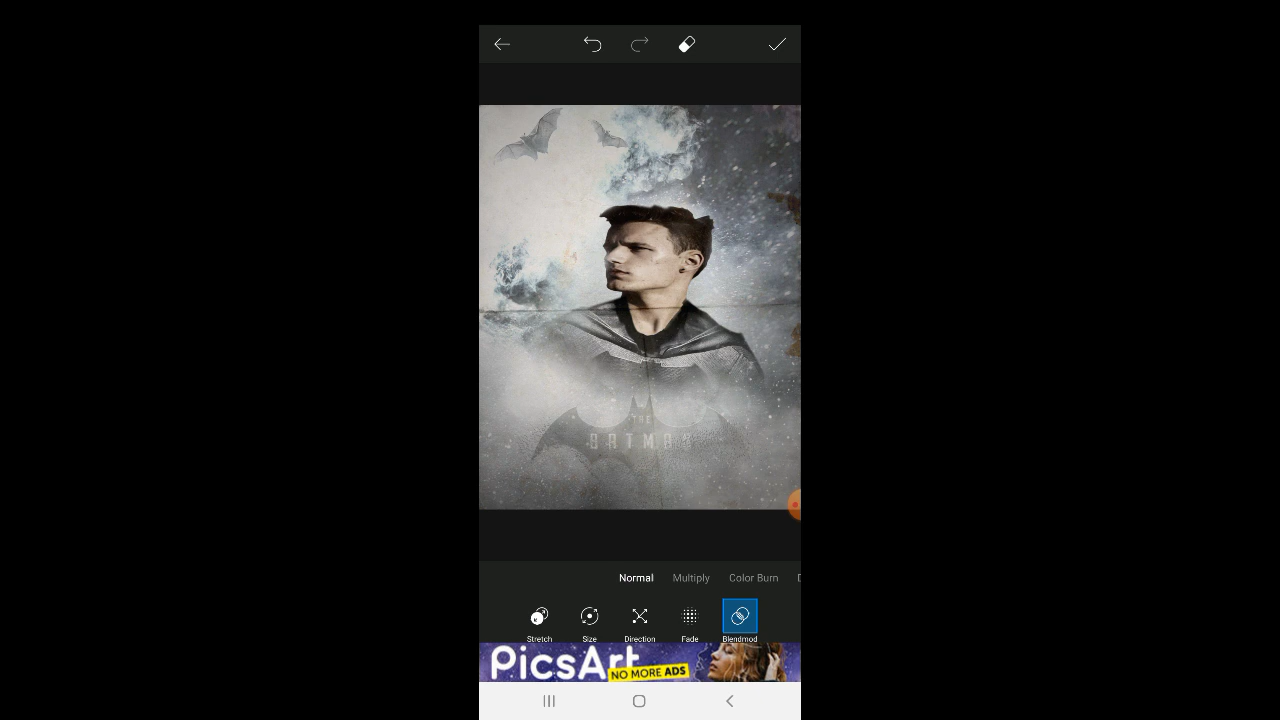 THE
BATMAN
Normal Multiply Color Burn D
Stretch Size Direction Fade Blendmod
PicsArt
NO MORE ADS